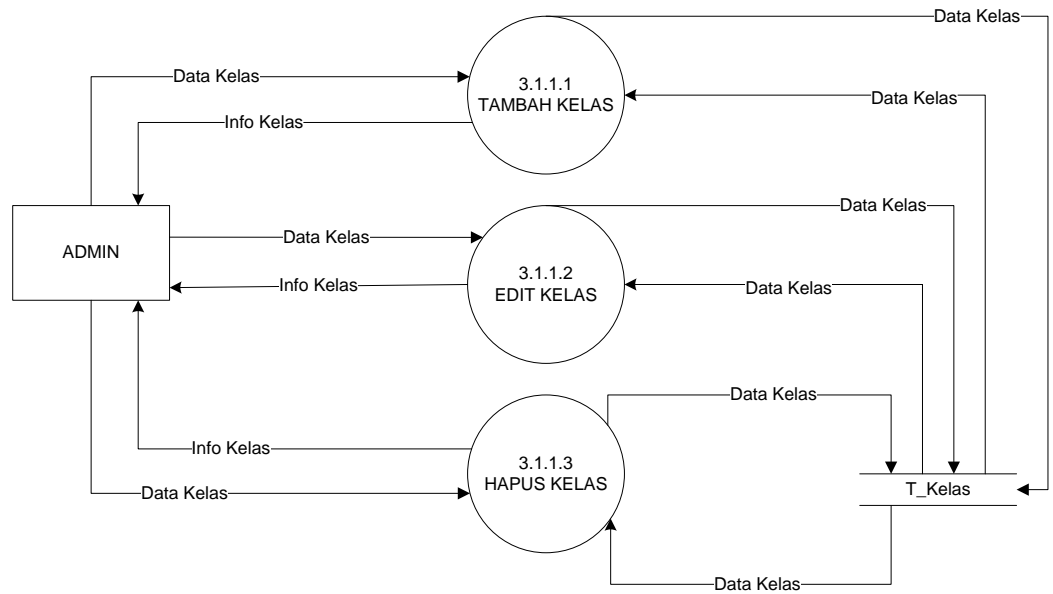 Data Kelas
Data Kelas
3.1.1.1
TAMBAH KELAS
Data Kelas
Info Kelas
Data Kelas
ADMIN
Data Kelas
3.1.1.2
EDIT KELAS
Info Kelas
Data Kelas
Data Kelas
Info Kelas
3.1.1.3
HAPUS KELAS
Data Kelas
T_Kelas
Data Kelas